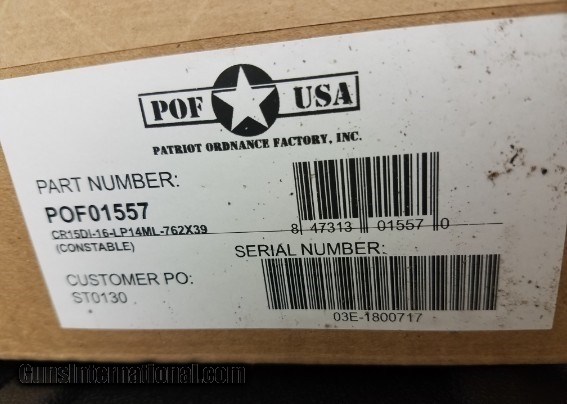 POF USA
PATRIOT ORDNANCE FACTORY, INC.
PART NUMBER:
POF01557
CR15DI-16-LP14ML-762X39
(CONSTABLE)
8 47313 01557 0
SERIAL NUMBER:
CUSTOMER PO:
ST0130
03E-1800717
GunsInternational.com